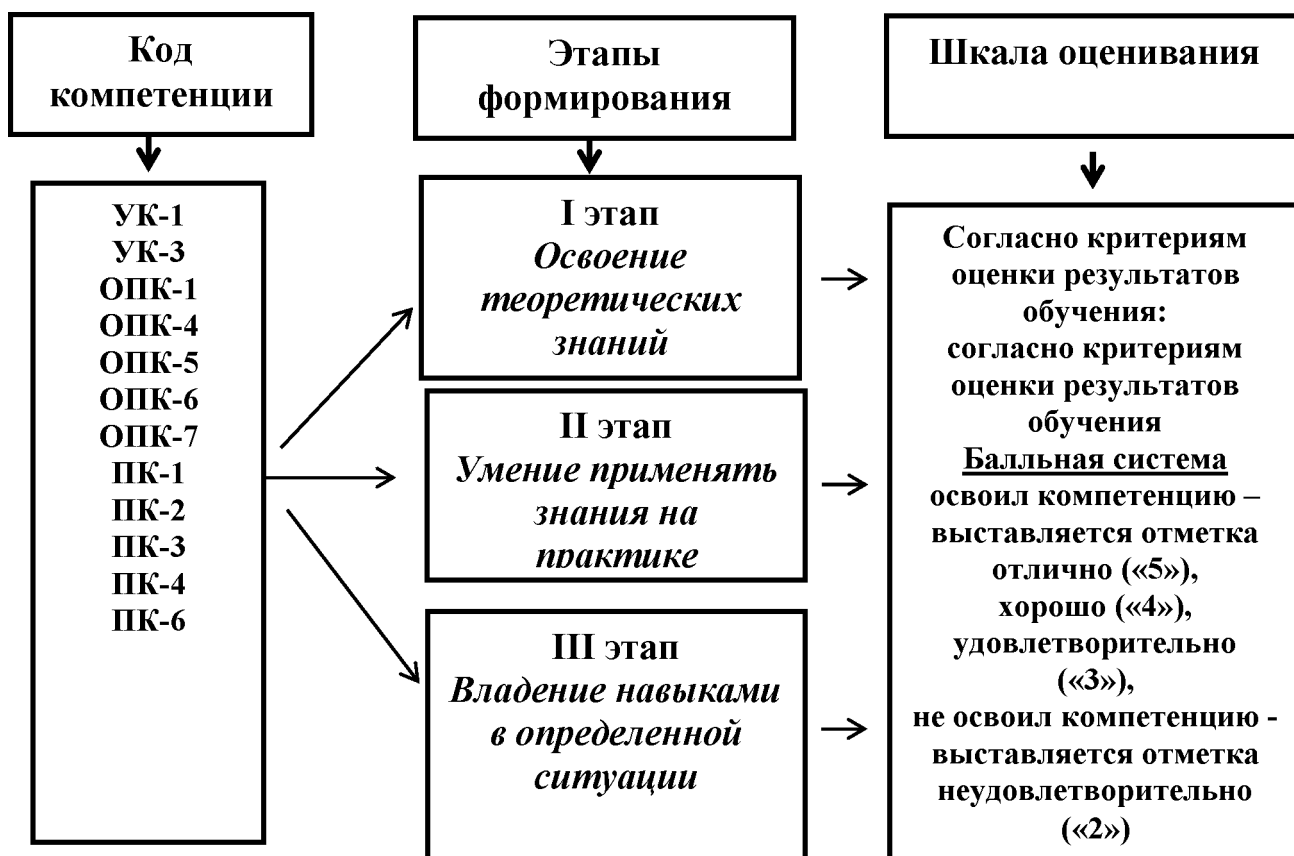 Код
компетенции
УК-1
УК-3
ОПК-1
ОПК-4
ОПК-5
ОПК-6
ОПК-7
ПК-1
ПК-2
ПК-3
ПК-4
ПК-6
Этапы
формирования
I этап
Освоение
теоретических
знаний
II этап
Умение применять
знания на
практике
III этап
Владение навыками
в определенной
ситуации
Шкала оценивания
Согласно критериям
оценки результатов
обучения:
согласно критериям
оценки результатов
обучения
Балльная система
освоил компетенцию –
выставляется отметка
отлично («5»),
хорошо («4»),
удовлетворительно
(«3»),
не освоил компетенцию -
выставляется отметка
неудовлетворительно
(«2»)